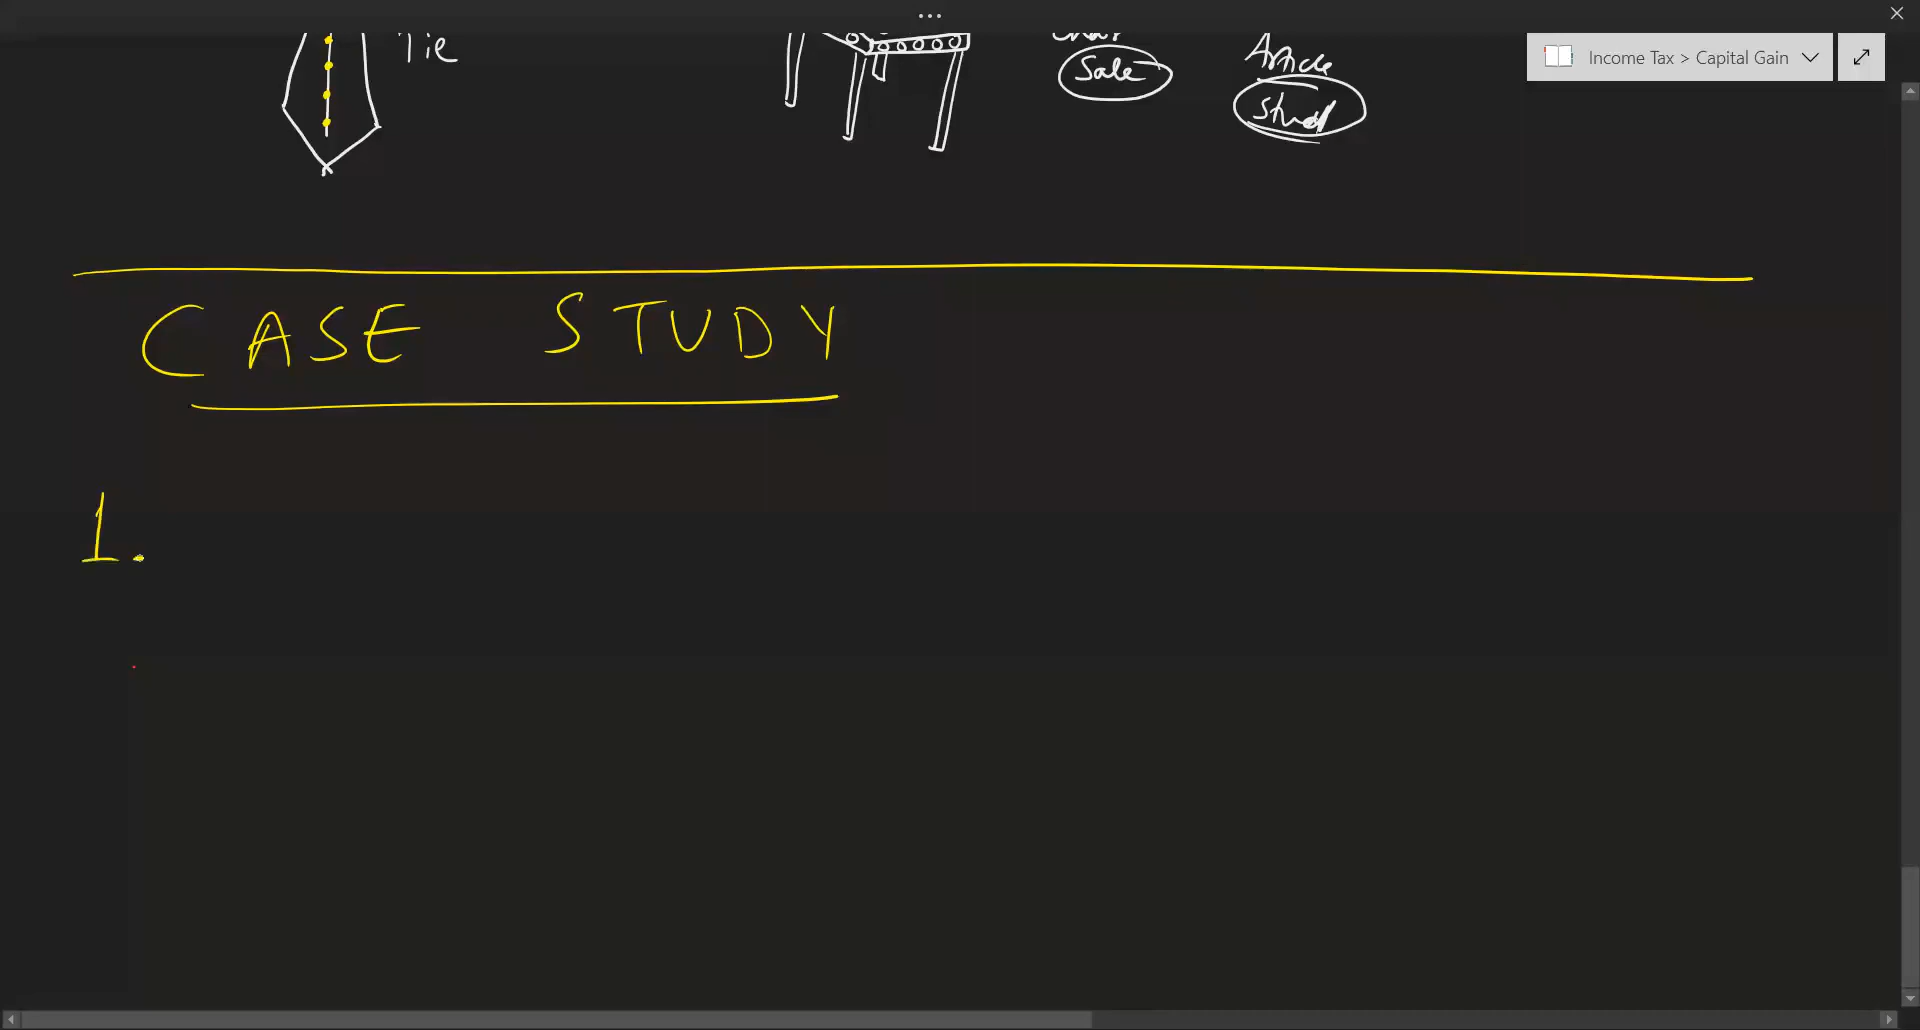 Income Tax > Capital Gain
Tie
Sale
Article
CASE STUDY
1.